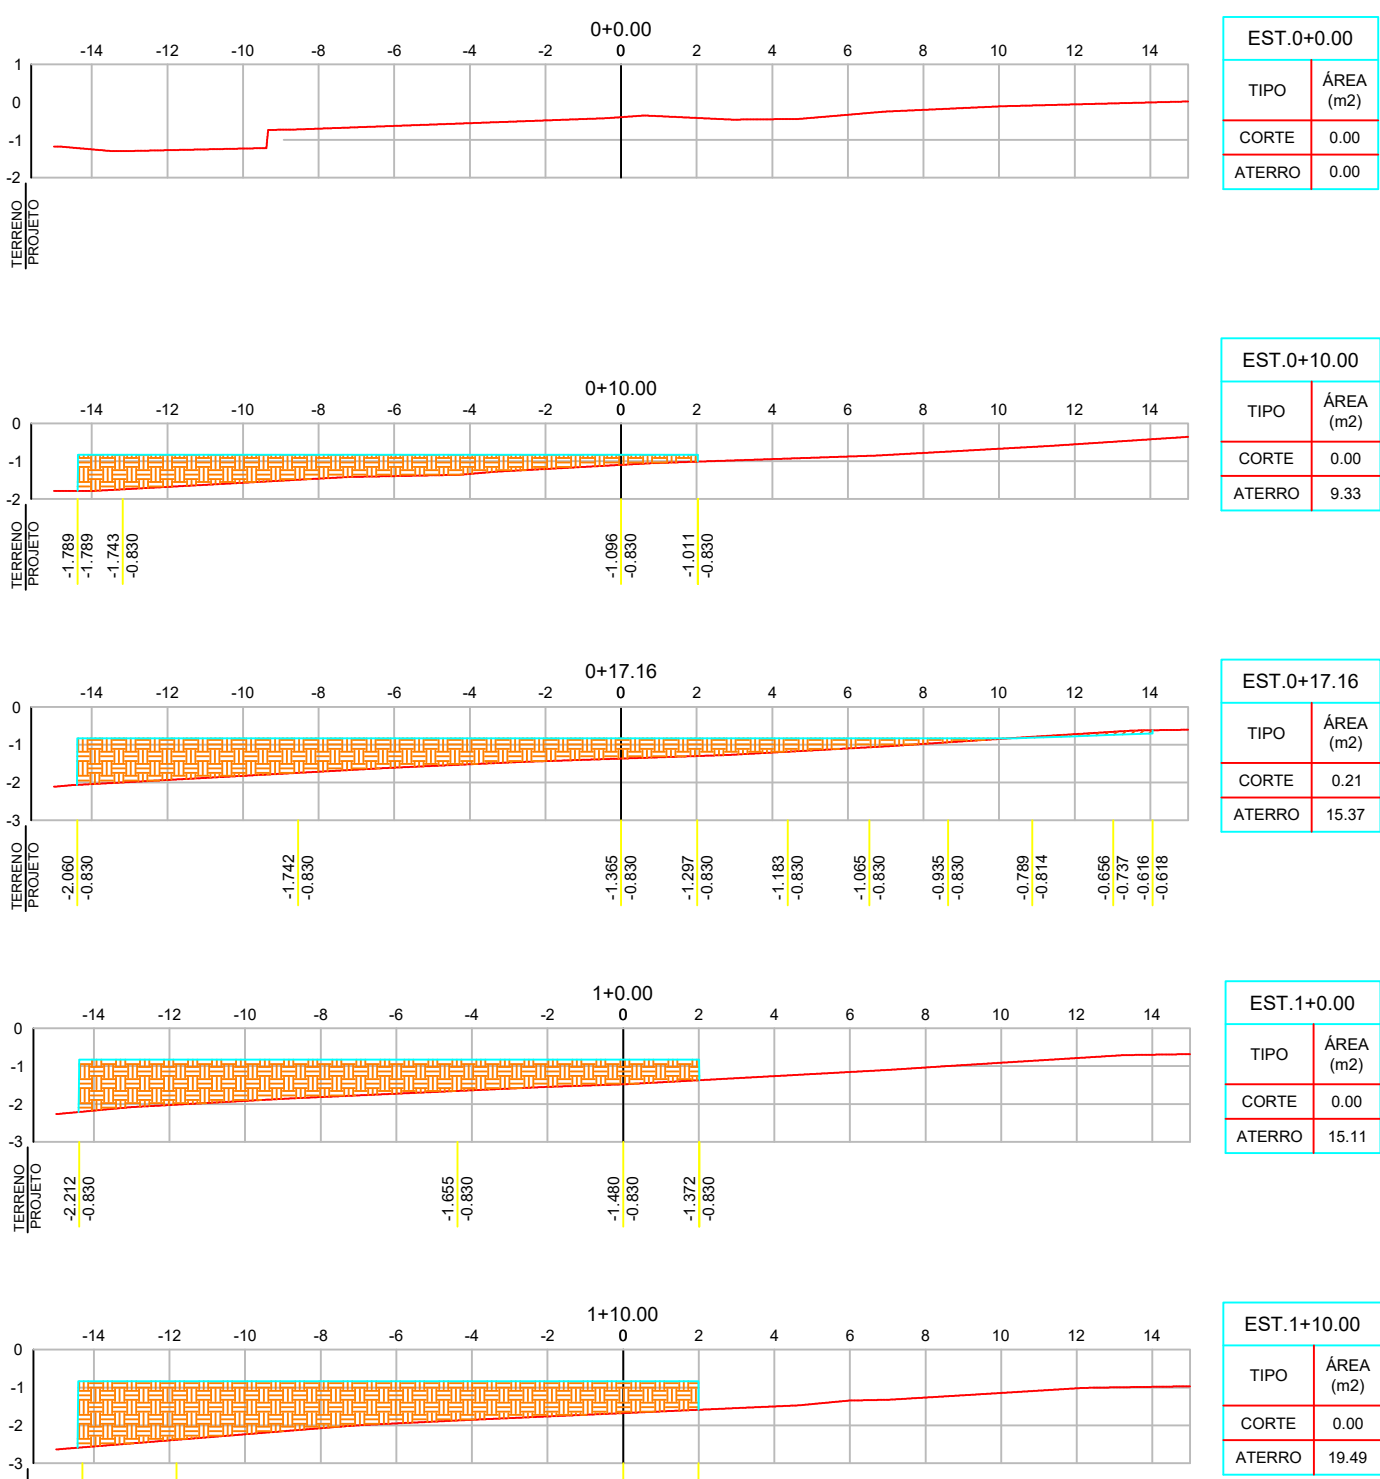 0+0.00
-14 -12 -10 -8 -6 -4 -2 0 2 4 6 8 10 12 14
1
0
-1
-2
TERRENO
PROJETO
EST.0+0.00
TIPO ÁREA (m2)
CORTE 0.00
ATERRO 0.00
0+10.00
-14 -12 -10 -8 -6 -4 -2 0 2 4 6 8 10 12 14
0
-1
-2
TERRENO
PROJETO
-1.789 -1.743 -1.096 -1.011
-1.789 -0.830 -0.830 -0.830
EST.0+10.00
TIPO ÁREA (m2)
CORTE 0.00
ATERRO 9.33
0+17.16
-14 -12 -10 -8 -6 -4 -2 0 2 4 6 8 10 12 14
0
-1
-2
-3
TERRENO
PROJETO
-2.060 -1.742 -1.365 -1.297 -1.183 -1.065 -0.935 -0.789 -0.656 -0.616
-0.830 -0.830 -0.830 -0.830 -0.830 -0.830 -0.830 -0.814 -0.737 -0.618
EST.0+17.16
TIPO ÁREA (m2)
CORTE 0.21
ATERRO 15.37
1+0.00
-14 -12 -10 -8 -6 -4 -2 0 2 4 6 8 10 12 14
0
-1
-2
-3
TERRENO
PROJETO
-2.212 -1.655 -1.480 -1.372
-0.830 -0.830 -0.830 -0.830
EST.1+0.00
TIPO ÁREA (m2)
CORTE 0.00
ATERRO 15.11
1+10.00
-14 -12 -10 -8 -6 -4 -2 0 2 4 6 8 10 12 14
0
-1
-2
-3
EST.1+10.00
TIPO ÁREA (m2)
CORTE 0.00
ATERRO 19.49